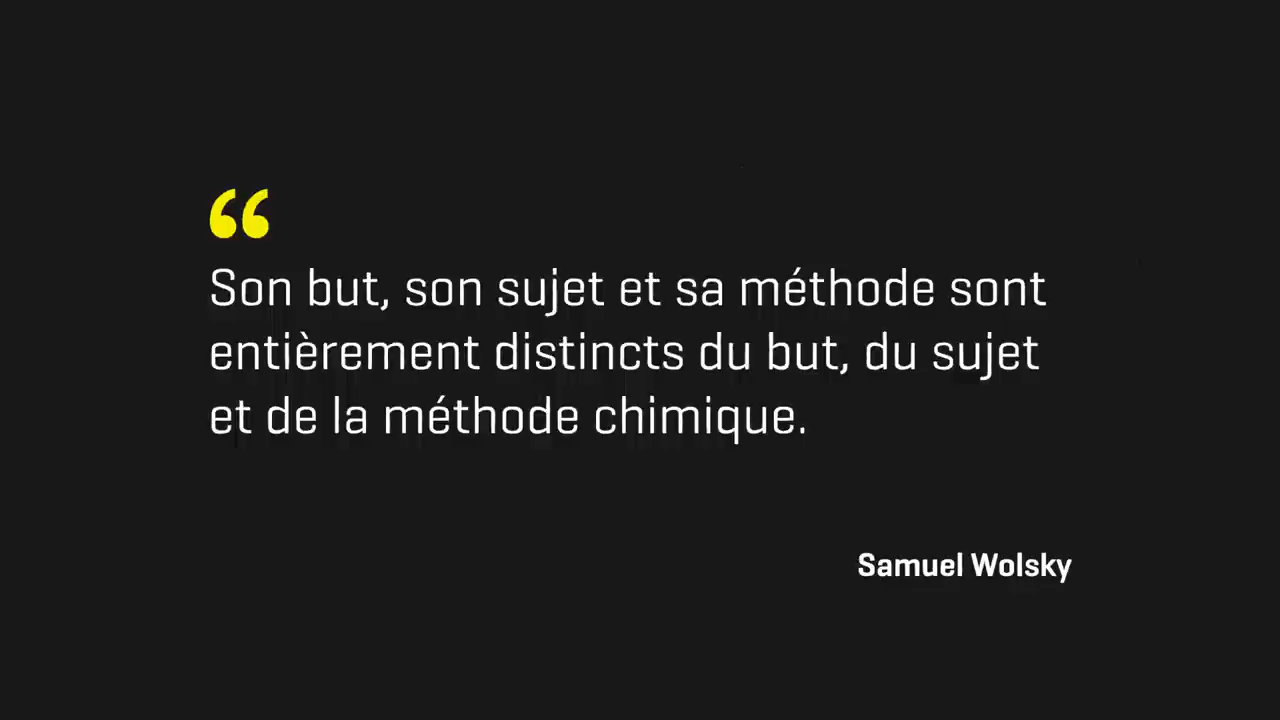 “
Son but, son sujet et sa méthode sont
entièrement distincts du but, du sujet
et de la méthode chimique.
Samuel Wolsky